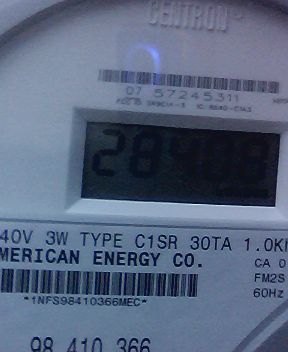 CENTRON
07 57245311
28408
40V 3W TYPE C1SR 30TA 1.0K
MERICAN ENERGY CO.
CA 0
FM2S
60Hz
*1NFS98410366MEC*
98 410 366